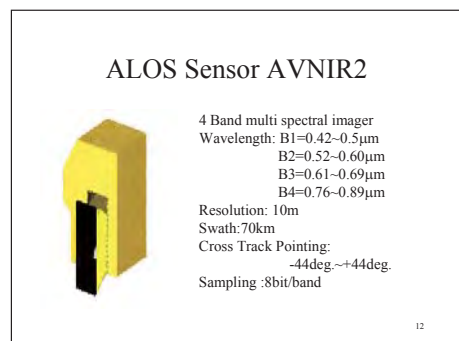 ALOS Sensor AVNIR2
4 Band multi spectral imager
Wavelength: B1=0.42~0.5μm
B2=0.52~0.60μm
B3=0.61~0.69μm
B4=0.76~0.89μm
Resolution: 10m
Swath:70km
Cross Track Pointing:
-44deg.~+44deg.
Sampling :8bit/band
12